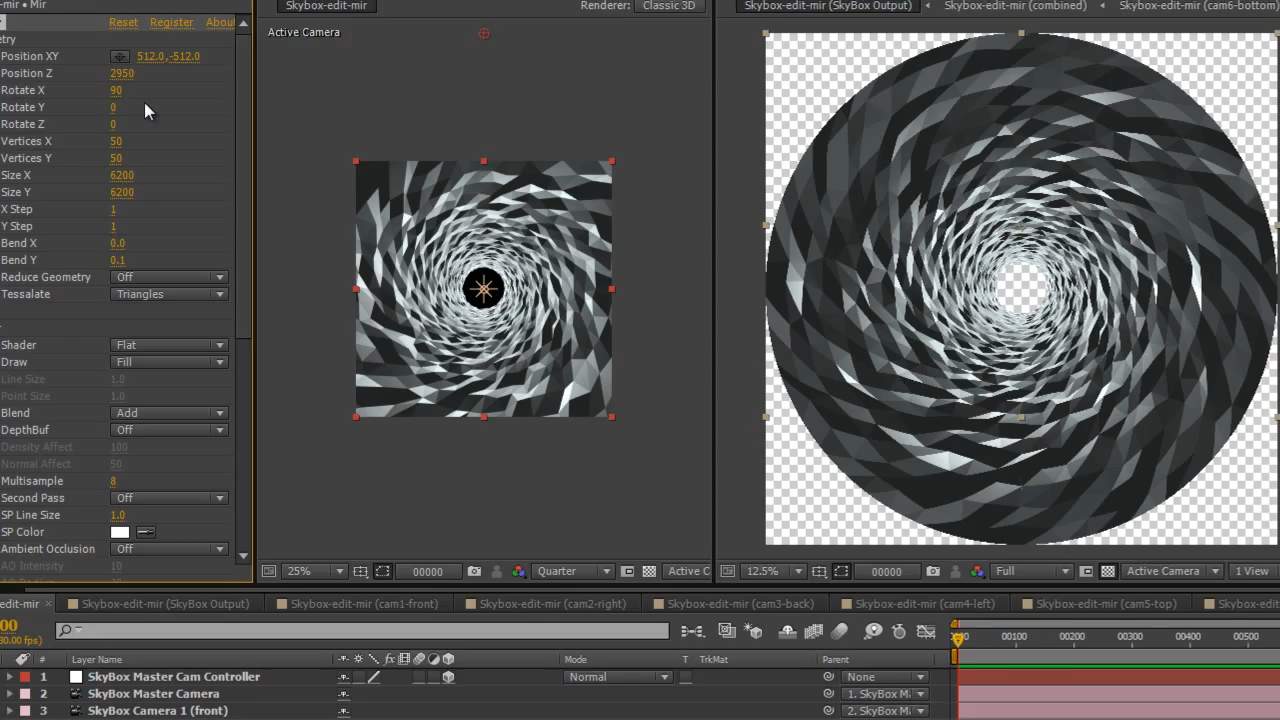 -mir • Mir
Skybox-edit-mir
Renderer: Classic 3D
Skybox-edit-mir (SkyBox Output)
Skybox-edit-mir (combined)
Skybox-edit-mir (cam6-bottom)
Reset Register About
etry
Position XY 512.0,-512.0
Position Z 2950
Rotate X 90
Rotate Y 0
Rotate Z 0
Vertices X 50
Vertices Y 50
Size X 6200
Size Y 6200
X Step 1
Y Step 1
Bend X 0.0
Bend Y 0.1
Reduce Geometry Off
Tessalate Triangles
Shader Flat
Draw Fill
Line Size 1.0
Point Size 1.0
Blend Add
DepthBuf Off
Density Affect 100
Normal Affect 50
Multisample 8
Second Pass Off
SP Line Size 1.0
SP Color
Ambient Occlusion Off
AO Intensity 10
Active Camera
25% 00000 Quarter Active C
12.5% 00000 Full Active Camera 1 View
edit-mir × Skybox-edit-mir (SkyBox Output) Skybox-edit-mir (cam1-front) Skybox-edit-mir (cam2-right) Skybox-edit-mir (cam3-back) Skybox-edit-mir (cam4-left) Skybox-edit-mir (cam5-top) Skybox-edit
00
30.00 fps)
00100 00200 00300 00400 00500
# Layer Name Mode T TrkMat Parent
1 SkyBox Master Cam Controller Normal None
2 SkyBox Master Camera 1. SkyBox Ma
3 SkyBox Camera 1 (front) 2. SkyBox Ma